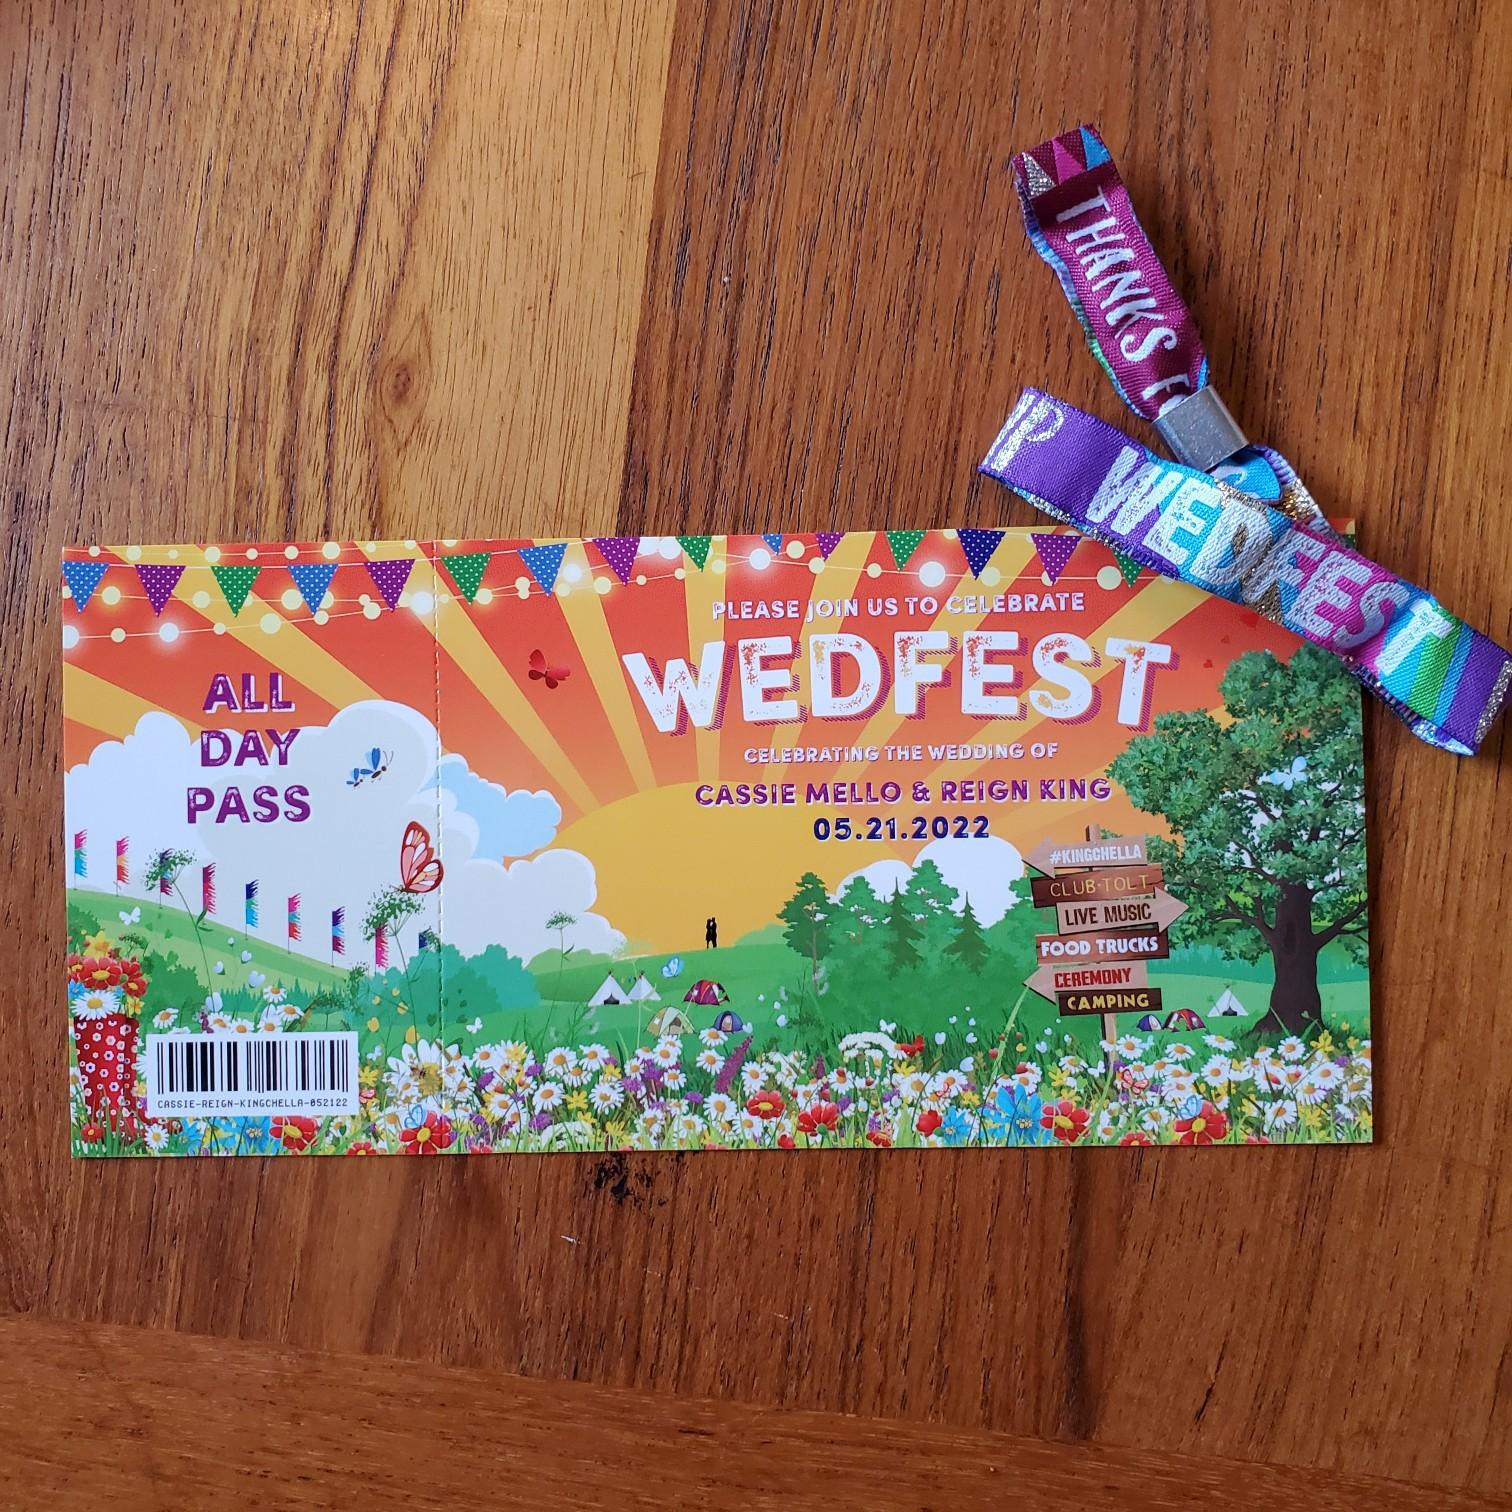 THANKS F
VIP WEDFEST
ALL
DAY
PASS
CASSIE-REIGN-KINGCHELLA-052122
PLEASE JOIN US TO CELEBRATE
WEDFEST
CELEBRATING THE WEDDING OF
CASSIE MELLO & REIGN KING
05.21.2022
#KINGCHELLA
CLUB-TOLT
LIVE MUSIC
FOOD TRUCKS
CEREMONY
CAMPING